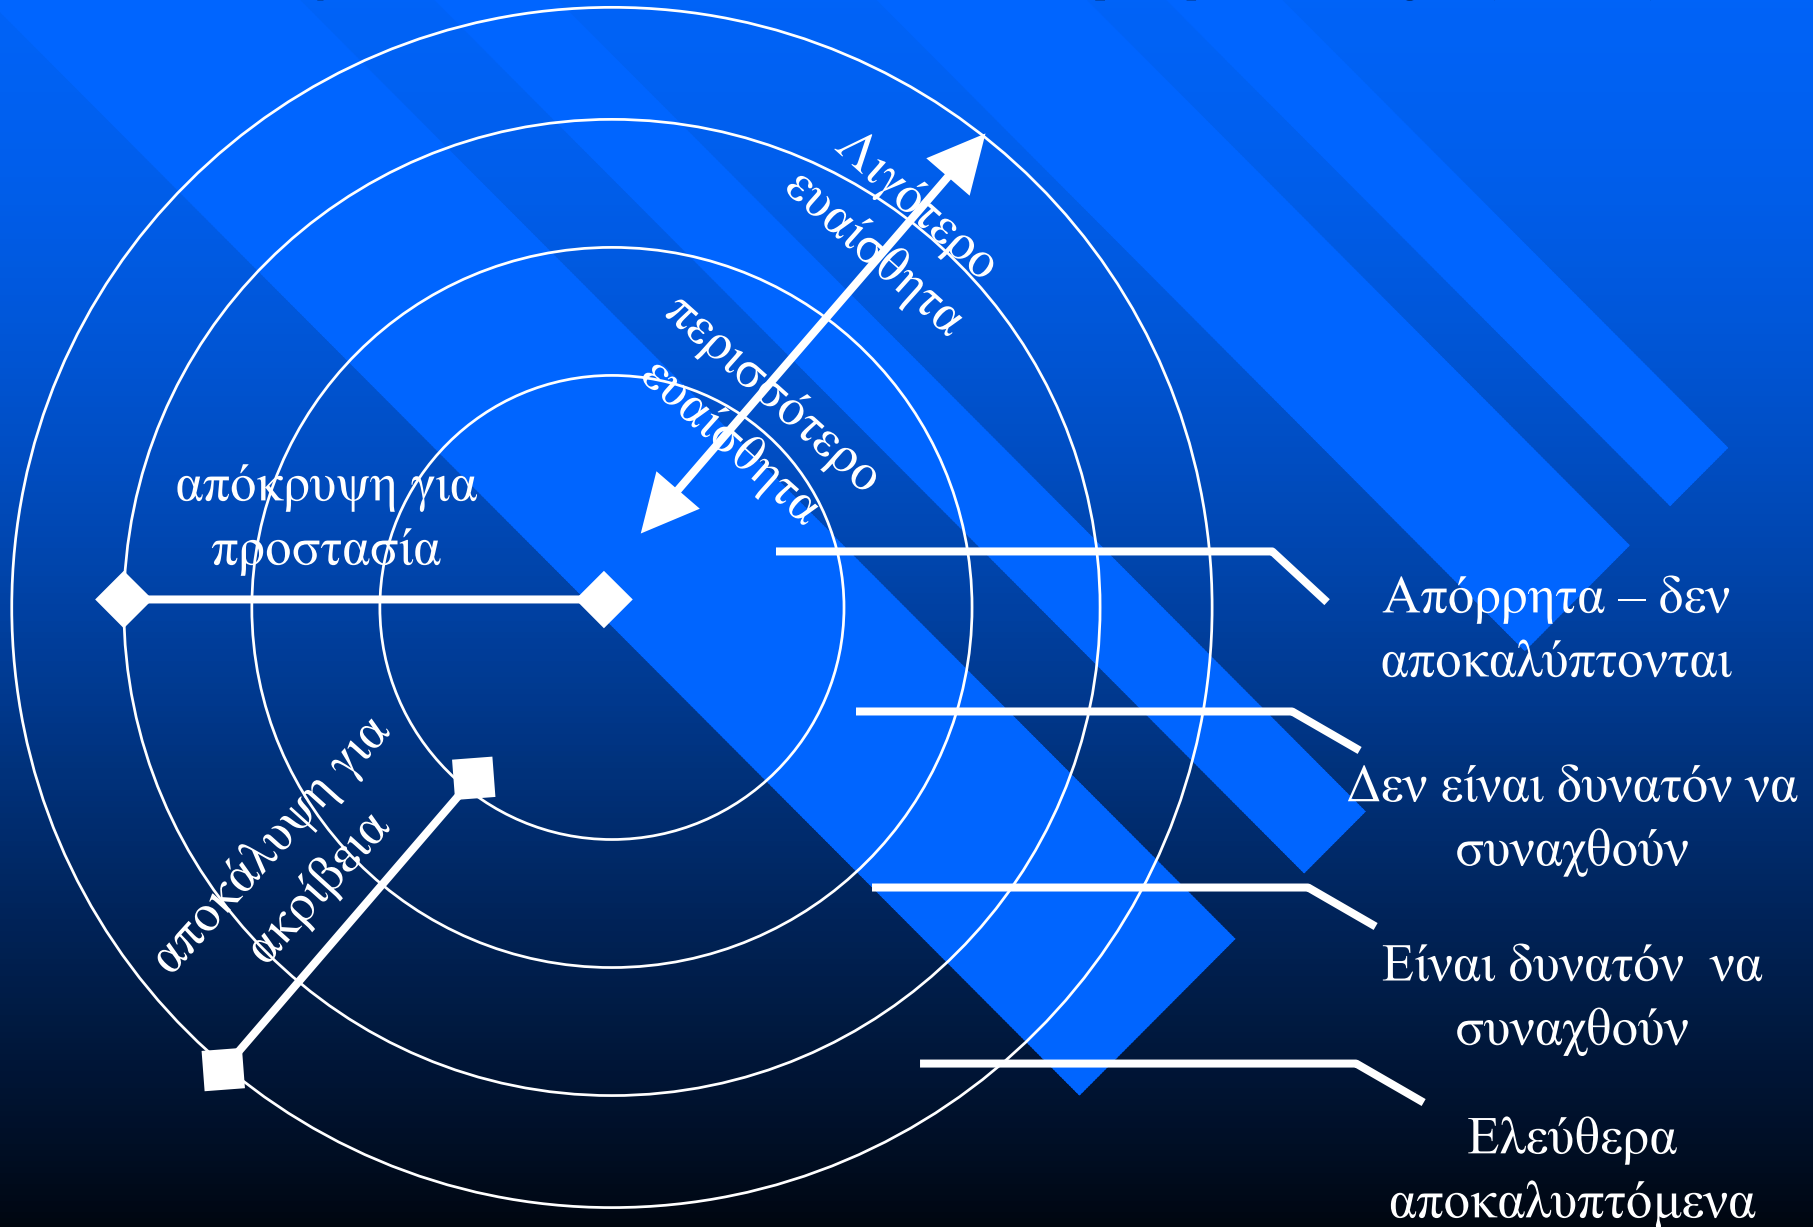 Λιγότερο
ευαίσθητα
περισσότερο
ευαίσθητα
απόκρυψη για
προστασία
αποκάλυψη για
ακρίβεια
Απόρρητα – δεν
αποκαλύπτονται
Δεν είναι δυνατόν να
συναχθούν
Είναι δυνατόν να
συναχθούν
Ελεύθερα
αποκαλυπτόμενα